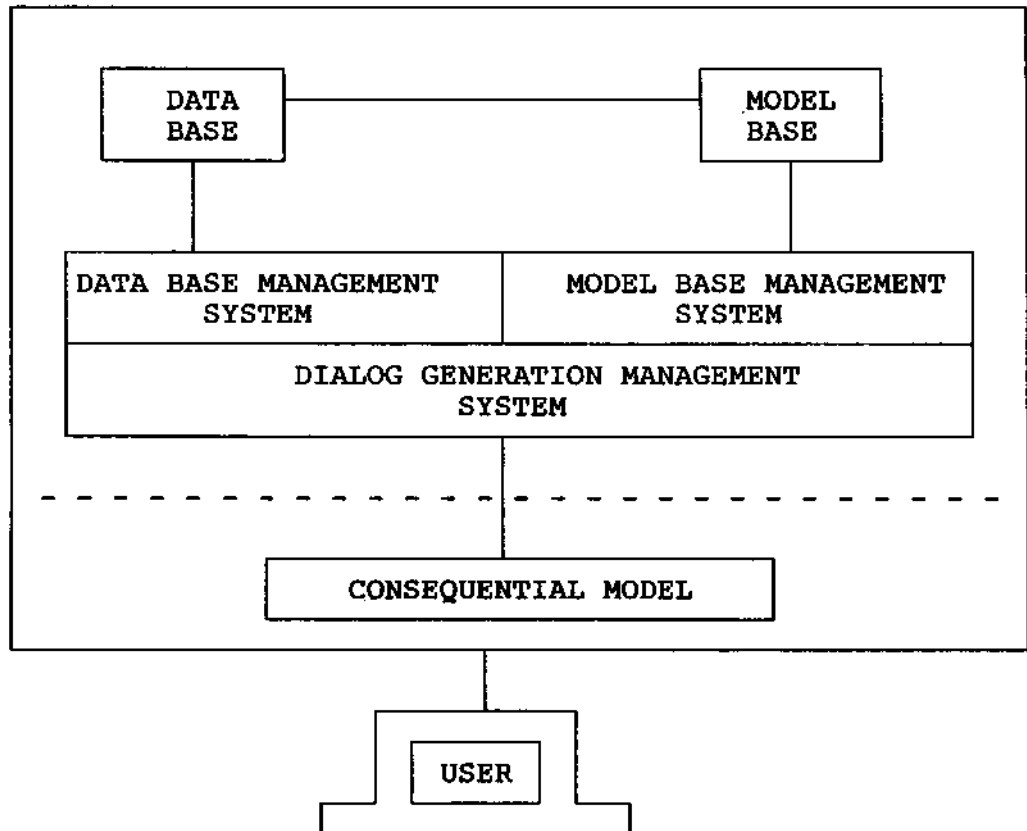 DATA
BASE
MODEL
BASE
DATA BASE MANAGEMENT
SYSTEM
MODEL BASE MANAGEMENT
SYSTEM
DIALOG GENERATION MANAGEMENT
SYSTEM
CONSEQUENTIAL MODEL
USER